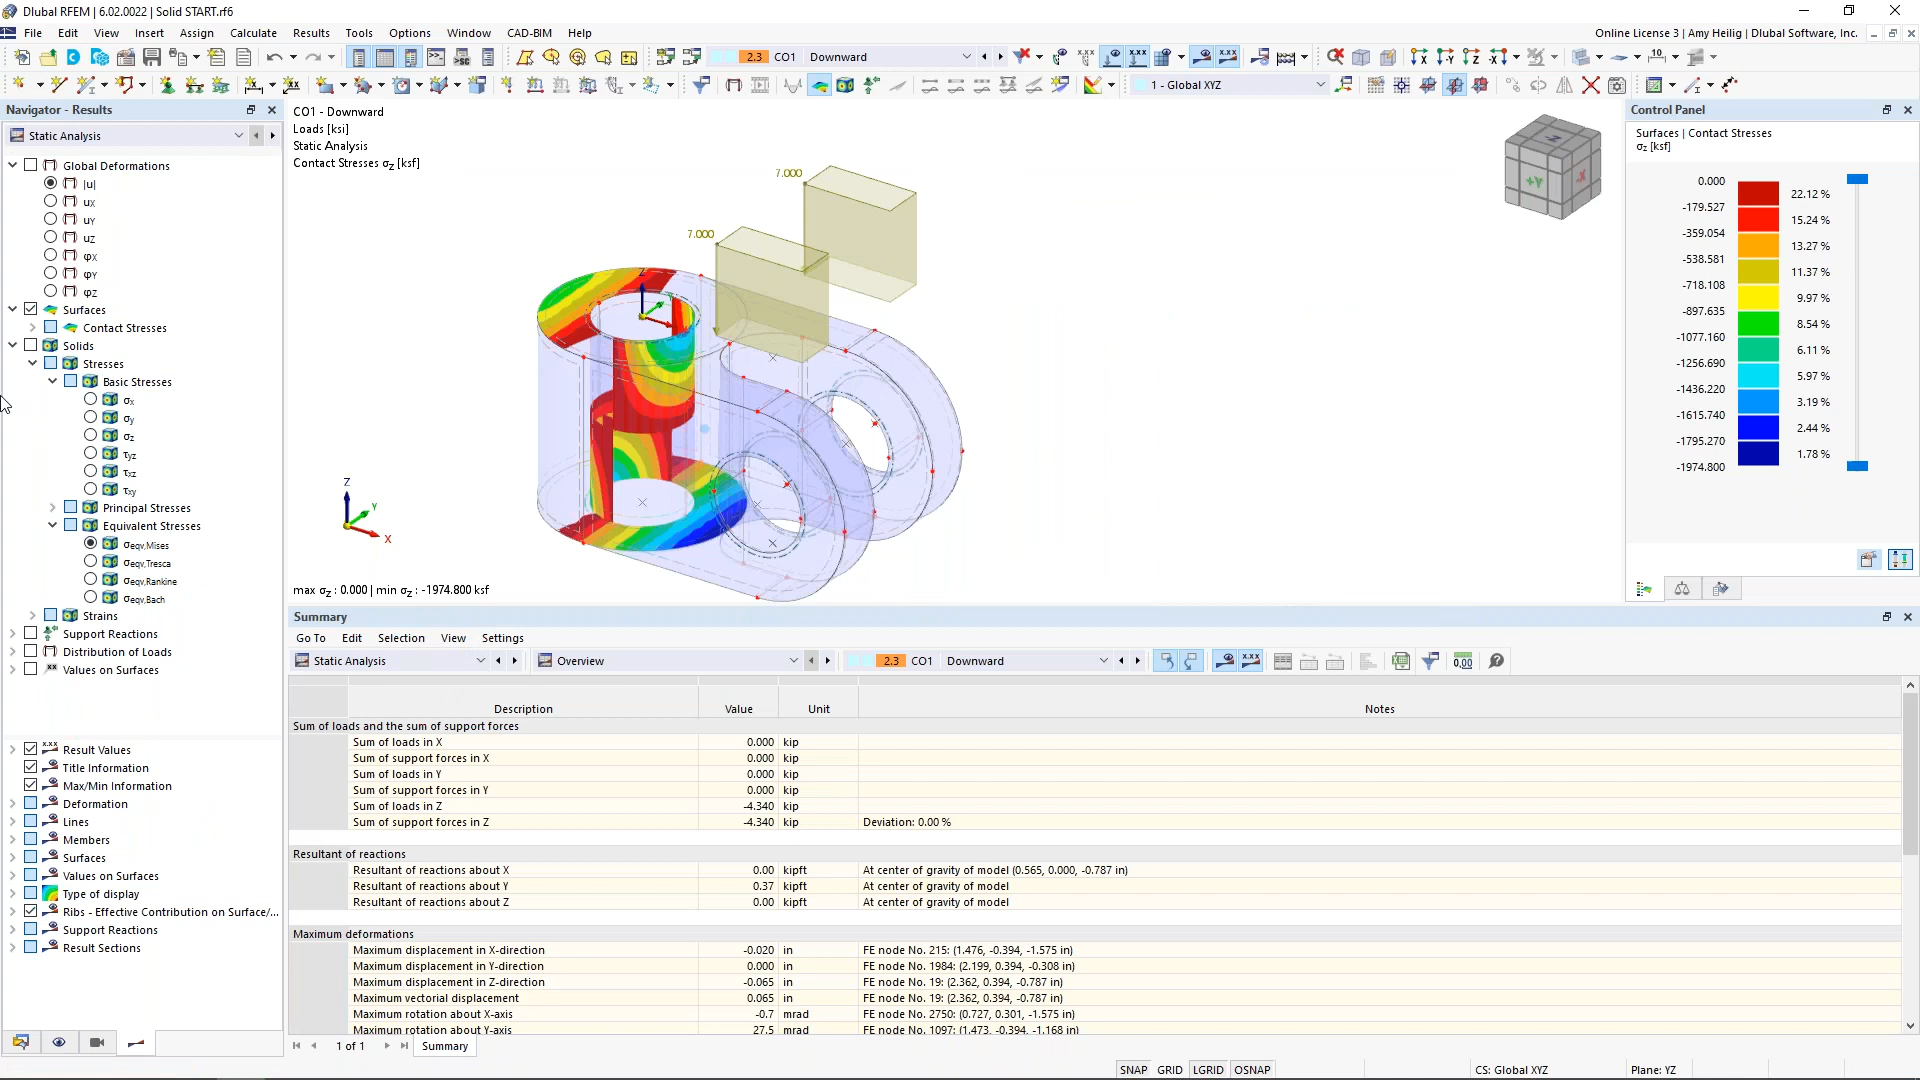 Dlubal RFEM | 6.02.0022 | Solid START.rf6
File Edit View Insert Assign Calculate Results Tools Options Window CAD-BIM Help
Online License 3 | Amy Heilig | Dlubal Software, Inc.
2.3 CO1 Downward
1 - Global XYZ
Navigator - Results
Static Analysis
Global Deformations
|u|
uX
uY
uZ
φX
φY
φZ
Surfaces
Contact Stresses
Solids
Stresses
Basic Stresses
σx
σy
σz
τyz
τxz
τxy
Principal Stresses
Equivalent Stresses
σeqv,Mises
σeqv,Tresca
σeqv,Rankine
σeqv,Bach
Strains
Support Reactions
Distribution of Loads
Values on Surfaces
Result Values
Title Information
Max/Min Information
Deformation
Lines
Members
Surfaces
Values on Surfaces
Type of display
Ribs - Effective Contribution on Surface/...
Support Reactions
Result Sections
CO1 - Downward
Loads [ksi]
Static Analysis
Contact Stresses σz [ksf]
7.000
7.000
Z
Z
Y
X
+Y
-X
Z
max σz : 0.000 | min σz : -1974.800 ksf
Control Panel
Surfaces | Contact Stresses
σz [ksf]
0.000
22.12 %
-179.527
15.24 %
-359.054
13.27 %
-538.581
11.37 %
-718.108
9.97 %
-897.635
8.54 %
-1077.160
6.11 %
-1256.690
5.97 %
-1436.220
3.19 %
-1615.740
2.44 %
-1795.270
1.78 %
-1974.800
Summary
Go To Edit Selection View Settings
Static Analysis Overview 2.3 CO1 Downward
Description Value Unit Notes
Sum of loads and the sum of support forces
Sum of loads in X 0.000 kip
Sum of support forces in X 0.000 kip
Sum of loads in Y 0.000 kip
Sum of support forces in Y 0.000 kip
Sum of loads in Z -4.340 kip
Sum of support forces in Z -4.340 kip Deviation: 0.00 %
Resultant of reactions
Resultant of reactions about X 0.00 kipft At center of gravity of model (0.565, 0.000, -0.787 in)
Resultant of reactions about Y 0.37 kipft At center of gravity of model
Resultant of reactions about Z 0.00 kipft At center of gravity of model
Maximum deformations
Maximum displacement in X-direction -0.020 in FE node No. 215: (1.476, -0.394, -1.575 in)
Maximum displacement in Y-direction 0.000 in FE node No. 1984: (2.199, 0.394, -0.308 in)
Maximum displacement in Z-direction -0.065 in FE node No. 19: (2.362, 0.394, -0.787 in)
Maximum vectorial displacement 0.065 in FE node No. 19: (2.362, 0.394, -0.787 in)
Maximum rotation about X-axis -0.7 mrad FE node No. 2750: (0.727, 0.301, -1.575 in)
Maximum rotation about Y-axis 27.5 mrad FE node No. 1097: (1.473, -0.394, -1.168 in)
1 of 1 Summary
SNAP GRID LGRID OSNAP CS: Global XYZ Plane: YZ